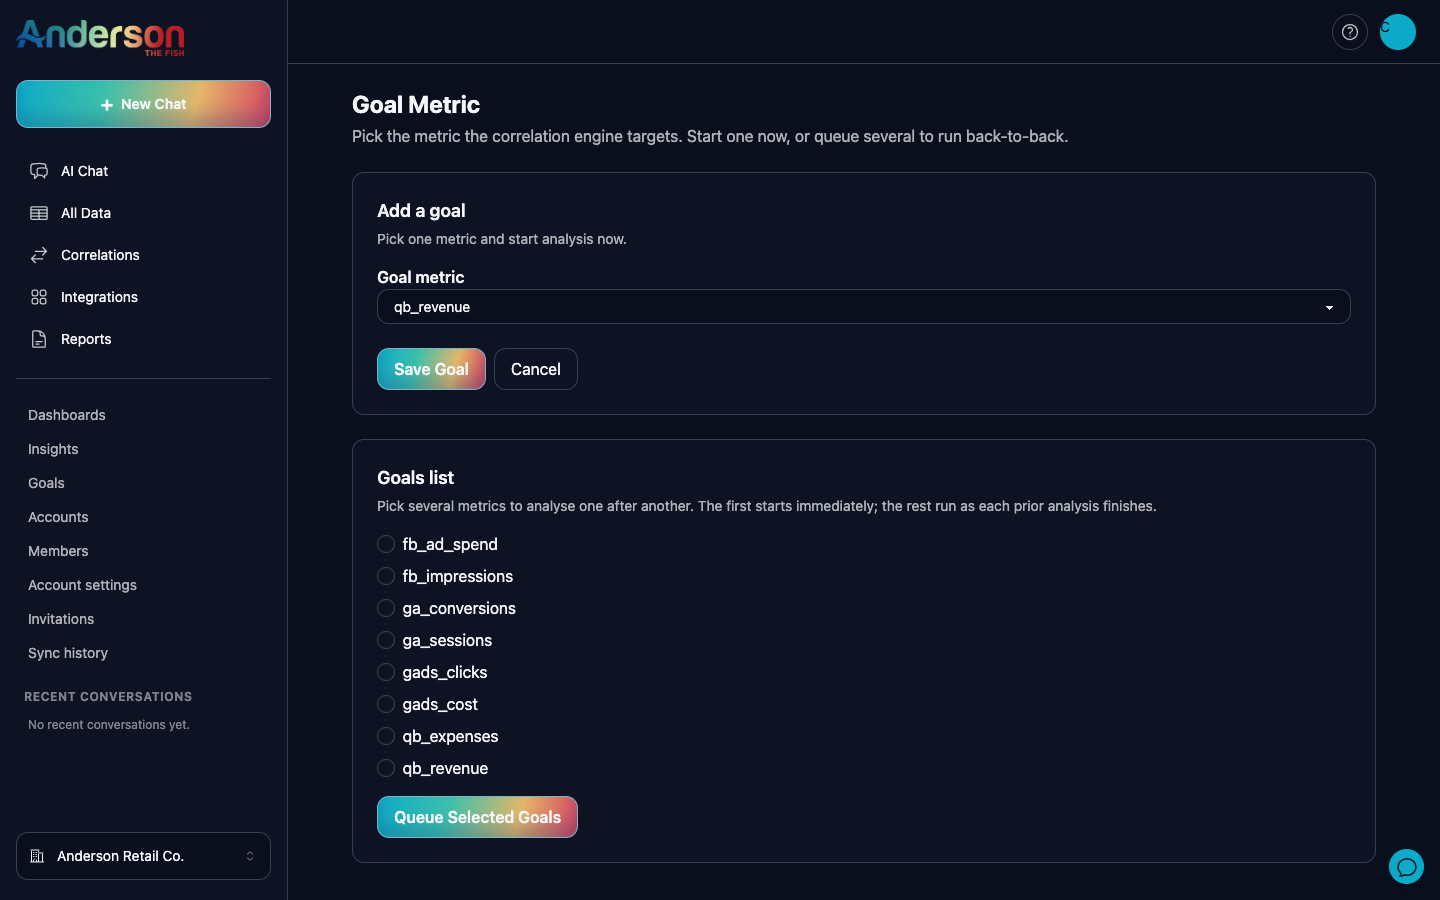 Anderson
THE FISH
+ New Chat
AI Chat
All Data
Correlations
Integrations
Reports
Dashboards
Insights
Goals
Accounts
Members
Account settings
Invitations
Sync history
RECENT CONVERSATIONS
No recent conversations yet.
Anderson Retail Co.
C
Goal Metric
Pick the metric the correlation engine targets. Start one now, or queue several to run back-to-back.
Add a goal
Pick one metric and start analysis now.
Goal metric
qb_revenue
Save Goal
Cancel
Goals list
Pick several metrics to analyse one after another. The first starts immediately; the rest run as each prior analysis finishes.
fb_ad_spend
fb_impressions
ga_conversions
ga_sessions
gads_clicks
gads_cost
qb_expenses
qb_revenue
Queue Selected Goals